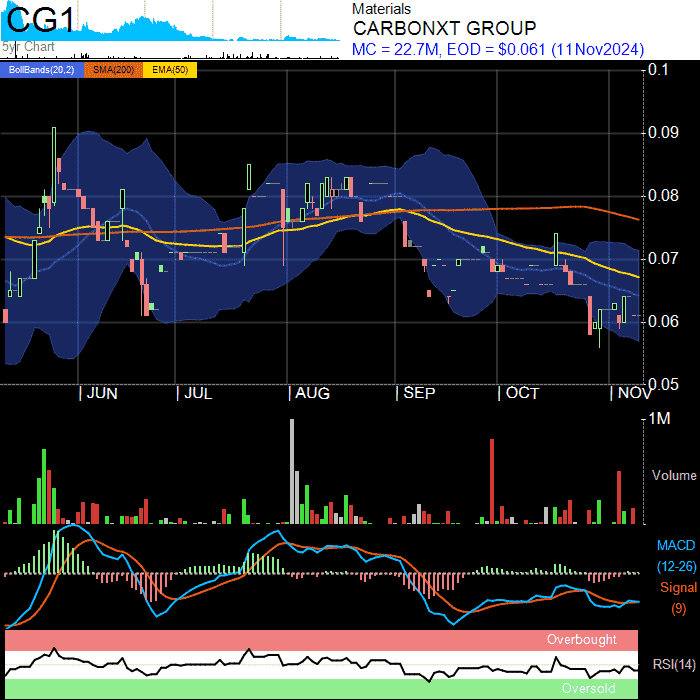 CG1
5yr Chart
Materials
CARBONXT GROUP
MC = 22.7M, EOD = $0.061 (11Nov2024)
BollBands(20,2) SMA(200) EMA(50)
0.1
0.09
0.08
0.07
0.06
0.05
| JUN | JUL | AUG | SEP | OCT | NOV
1M
Volume
MACD
(12-26)
Signal
(9)
Overbought
RSI(14)
Oversold